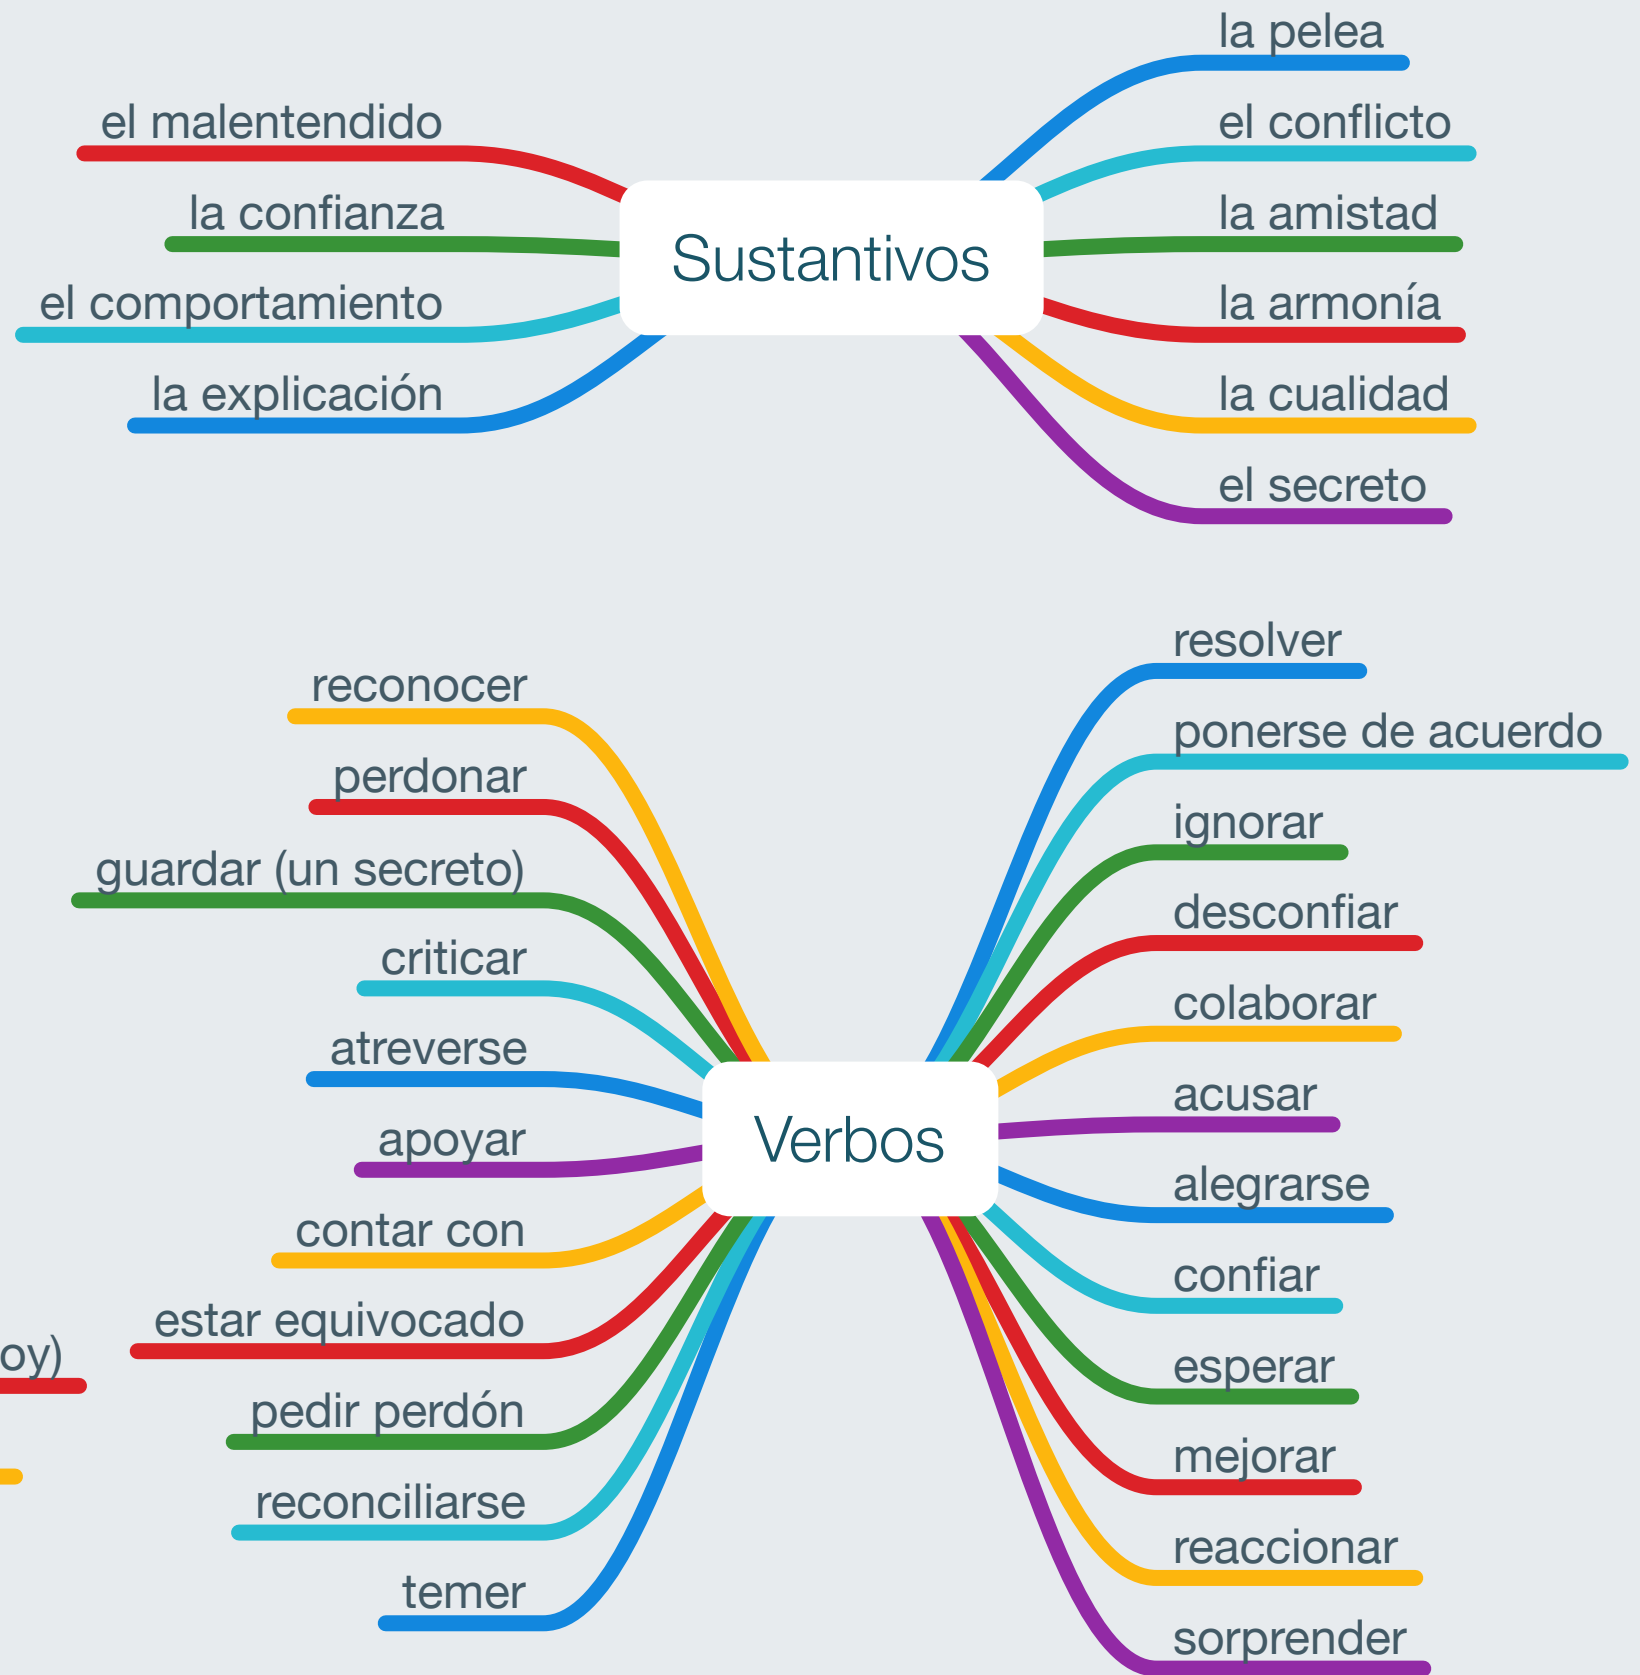 Sustantivos
la pelea
el conflicto
la amistad
la armonía
la cualidad
el secreto
el malentendido
la confianza
el comportamiento
la explicación
Verbos
resolver
ponerse de acuerdo
ignorar
desconfiar
colaborar
acusar
alegrarse
confiar
esperar
mejorar
reaccionar
sorprender
reconocer
perdonar
guardar (un secreto)
criticar
atreverse
apoyar
contar con
estar equivocado
pedir perdón
reconciliarse
temer
oy)